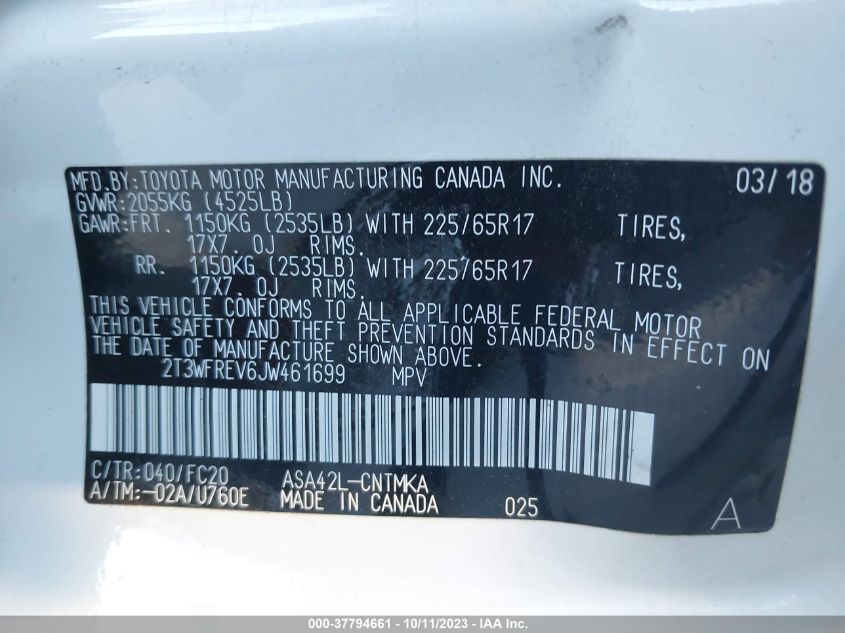 MFD.BY:TOYOTA MOTOR MANUFACTURING CANADA INC. 03/18
GVWR:2055KG (4525LB)
GAWR:FRT. 1150KG (2535LB) WITH 225/65R17 TIRES,
17X7.0J RIMS.
RR. 1150KG (2535LB) WITH 225/65R17 TIRES,
17X7.0J RIMS.
THIS VEHICLE CONFORMS TO ALL APPLICABLE FEDERAL MOTOR
VEHICLE SAFETY AND THEFT PREVENTION STANDARDS IN EFFECT ON
THE DATE OF MANUFACTURE SHOWN ABOVE.
2T3WFREV6JW461699 MPV
C/TR:040/FC20 ASA42L-CNTMKA
A/TM:-02A/U760E MADE IN CANADA 025 A
000-37794661 - 10/11/2023 - IAA Inc.